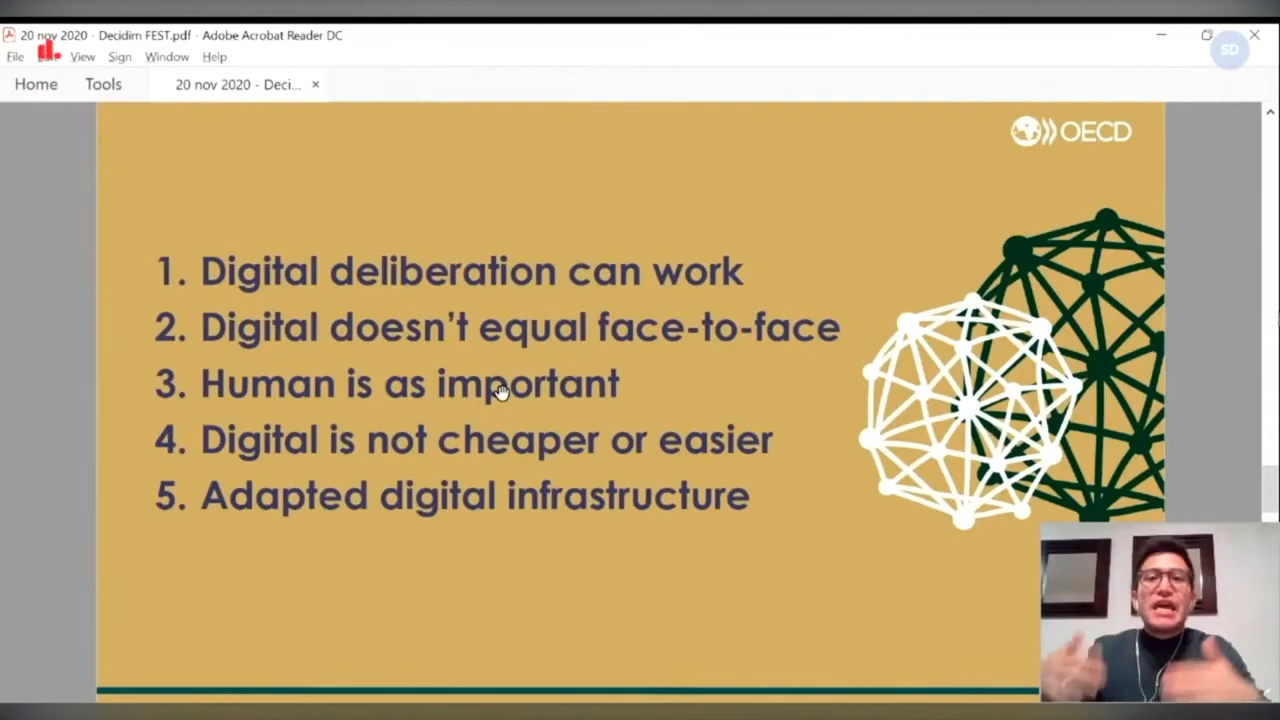 20 nov 2020 - Decidim FEST.pdf - Adobe Acrobat Reader DC
SD
File View Sign Window Help
Home Tools 20 nov 2020 - Deci... ×
OECD
1. Digital deliberation can work
2. Digital doesn't equal face-to-face
3. Human is as important
4. Digital is not cheaper or easier
5. Adapted digital infrastructure